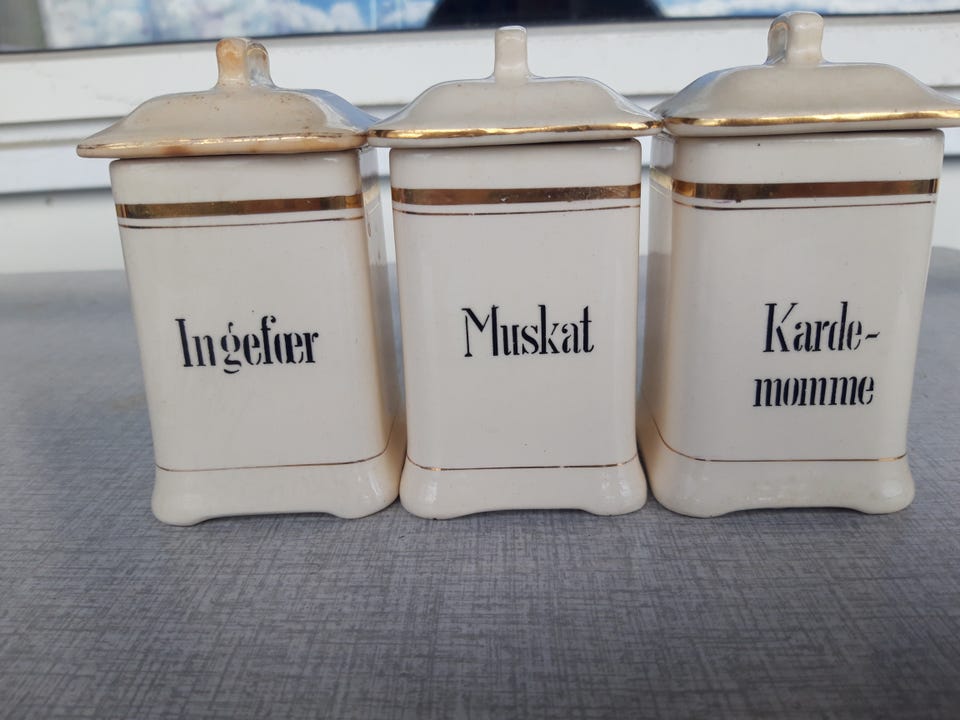 Ingefær
Muskat
Karde-
momme